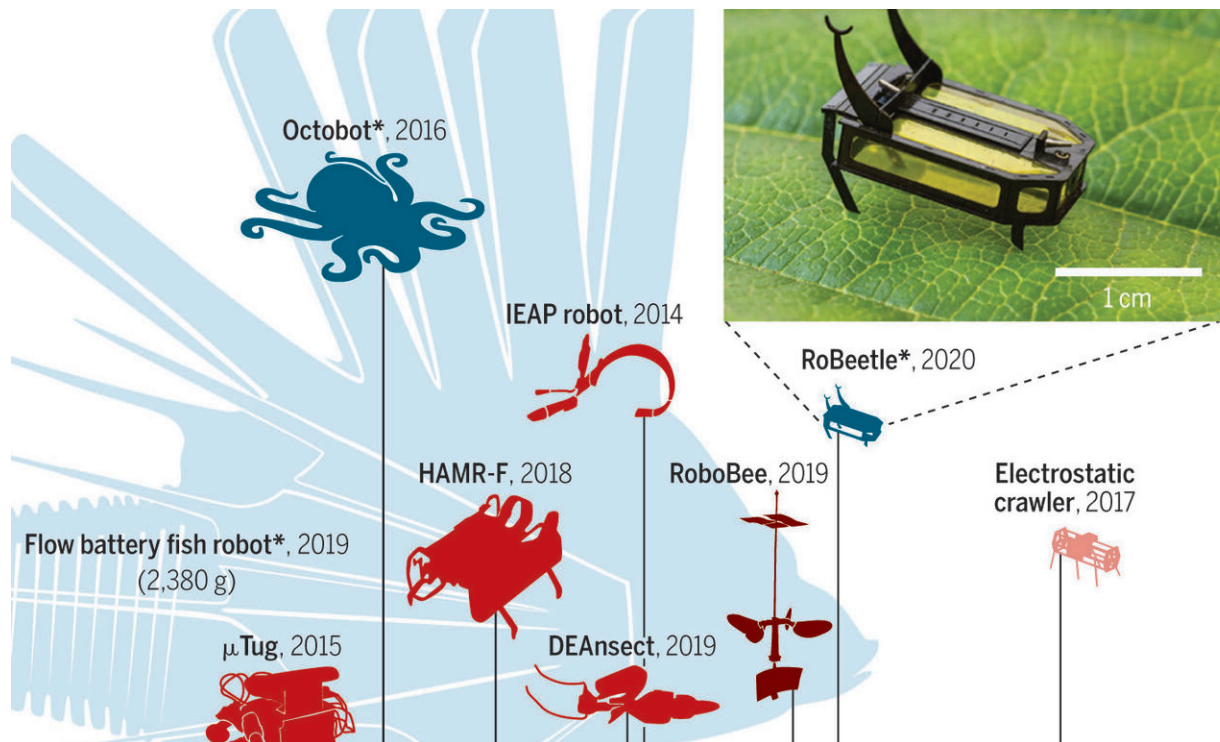 Octobot*, 2016
IEAP robot, 2014
1 cm
RoBeetle*, 2020
HAMR-F, 2018
RoboBee, 2019
Electrostatic
crawler, 2017
Flow battery fish robot*, 2019
(2,380 g)
μTug, 2015
DEAnsect, 2019